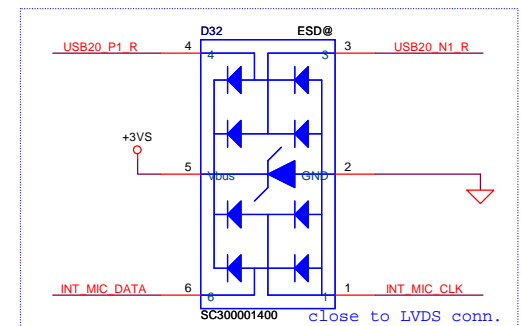 D32 ESD@
USB20_P1_R 4 4 3 3 USB20_N1_R
+3VS
5 Vbus GND 2
INT_MIC_DATA 6 6 1 1 INT_MIC_CLK
SC300001400
close to LVDS conn.